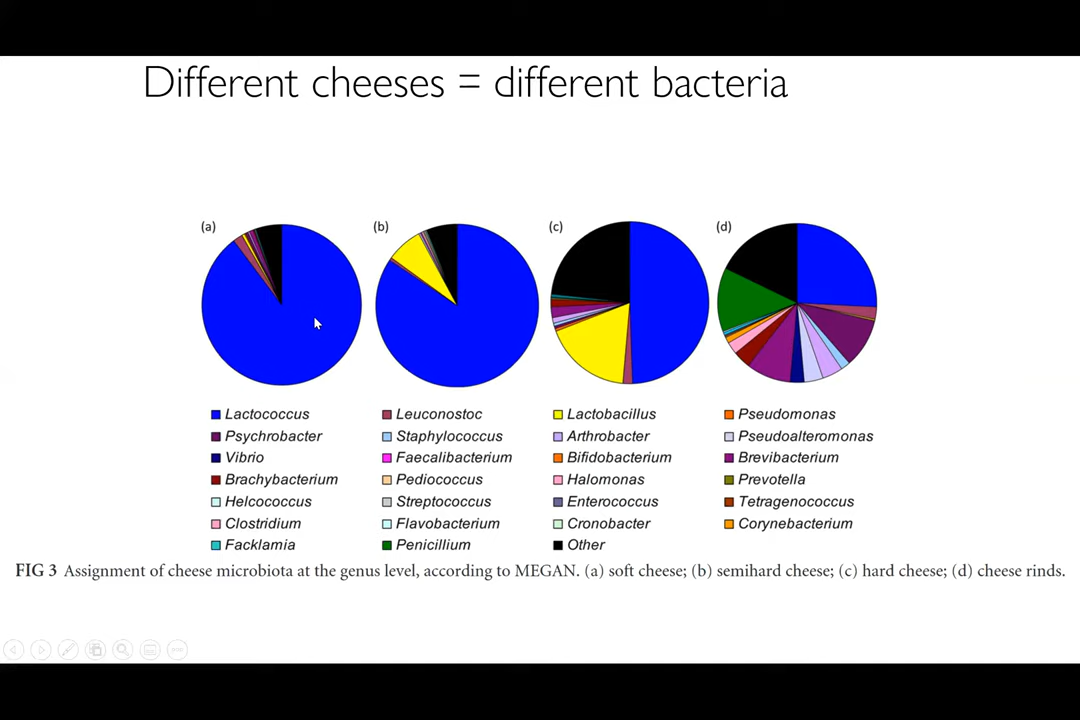 Different cheeses = different bacteria
(a) (b) (c) (d)
Lactococcus Leuconostoc Lactobacillus Pseudomonas
Psychrobacter Staphylococcus Arthrobacter Pseudoalteromonas
Vibrio Faecalibacterium Bifidobacterium Brevibacterium
Brachybacterium Pediococcus Halomonas Prevotella
Helcococcus Streptococcus Enterococcus Tetragenococcus
Clostridium Flavobacterium Cronobacter Corynebacterium
Facklamia Penicillium Other
FIG 3 Assignment of cheese microbiota at the genus level, according to MEGAN. (a) soft cheese; (b) semihard cheese; (c) hard cheese; (d) cheese rinds.